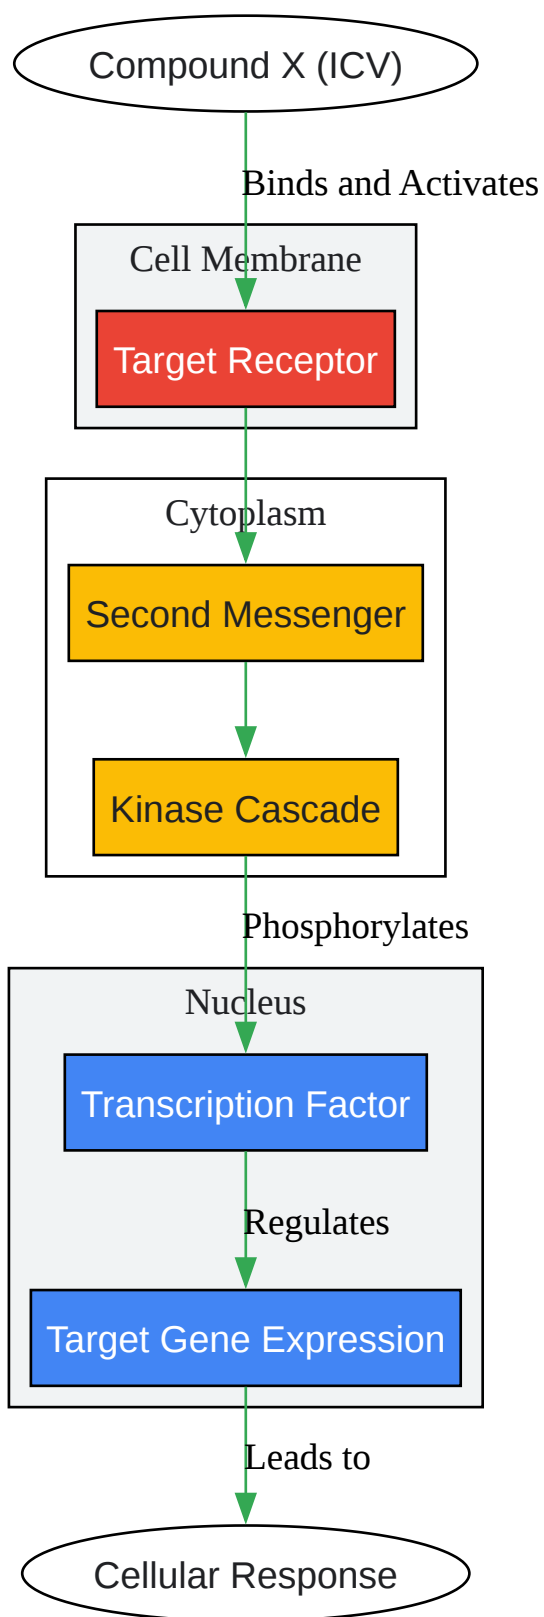 Compound X (ICV)
Binds and Activates
Cell Membrane
Target Receptor
Cytoplasm
Second Messenger
Kinase Cascade
Phosphorylates
Nucleus
Transcription Factor
Regulates
Target Gene Expression
Leads to
Cellular Response